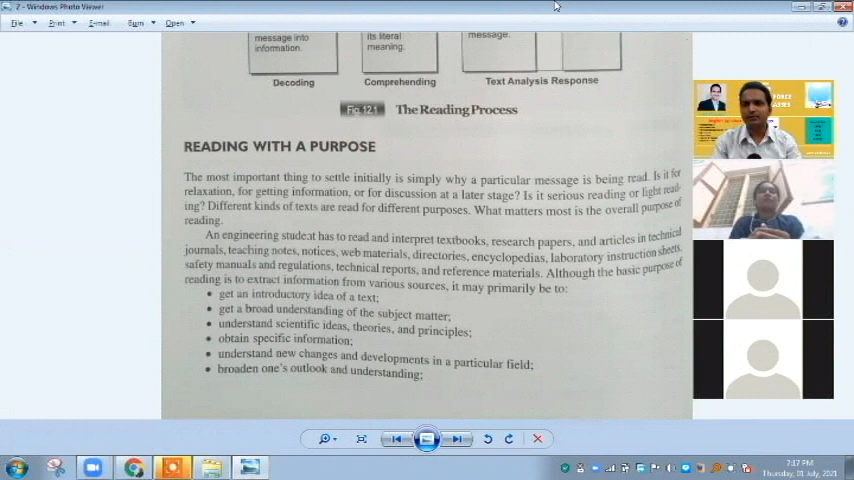 7 - Windows Photo Viewer
File Print E-mail Burn Open
message into
information.
its literal
meaning.
message.
Decoding Comprehending Text Analysis Response
Fig. 12.1 The Reading Process
READING WITH A PURPOSE
The most important thing to settle initially is simply why a particular message is being read. Is it for
relaxation, for getting information, or for discussion at a later stage? Is it serious reading or light read-
ing? Different kinds of texts are read for different purposes. What matters most is the overall purpose of
reading.
An engineering student has to read and interpret textbooks, research papers, and articles in technical
journals, teaching notes, notices, web materials, directories, encyclopedias, laboratory instruction sheets,
safety manuals and regulations, technical reports, and reference materials. Although the basic purpose of
reading is to extract information from various sources, it may primarily be to:
• get an introductory idea of a text;
• get a broad understanding of the subject matter;
• understand scientific ideas, theories, and principles;
• obtain specific information;
• understand new changes and developments in a particular field;
• broaden one's outlook and understanding;
7:17 PM
Thursday, 01 July, 2021